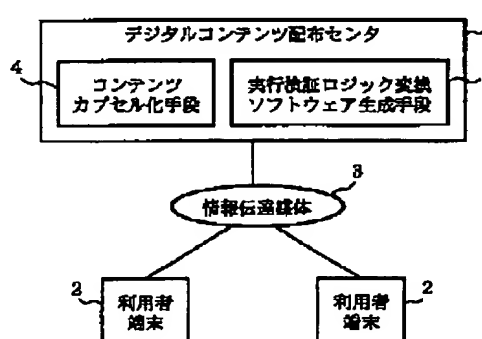 デジタルコンテンツ配布センタ
4
コンテンツ
カプセル化手段
実行検証ロジック変換
ソフトウェア生成手段
3
情報伝達媒体
2
利用者
端末
2
利用者
端末